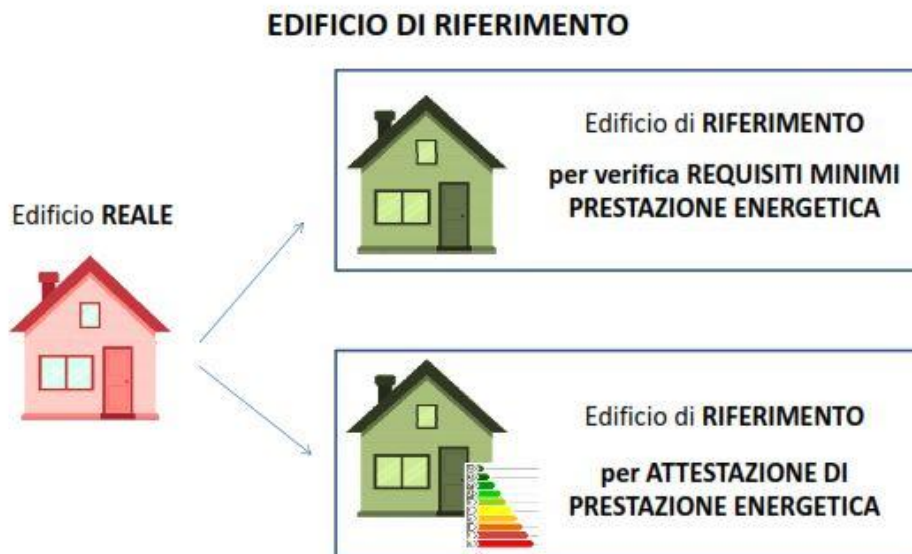 EDIFICIO DI RIFERIMENTO
Edificio REALE
Edificio di RIFERIMENTO
per verifica REQUISITI MINIMI
PRESTAZIONE ENERGETICA
Edificio di RIFERIMENTO
per ATTESTAZIONE DI
PRESTAZIONE ENERGETICA